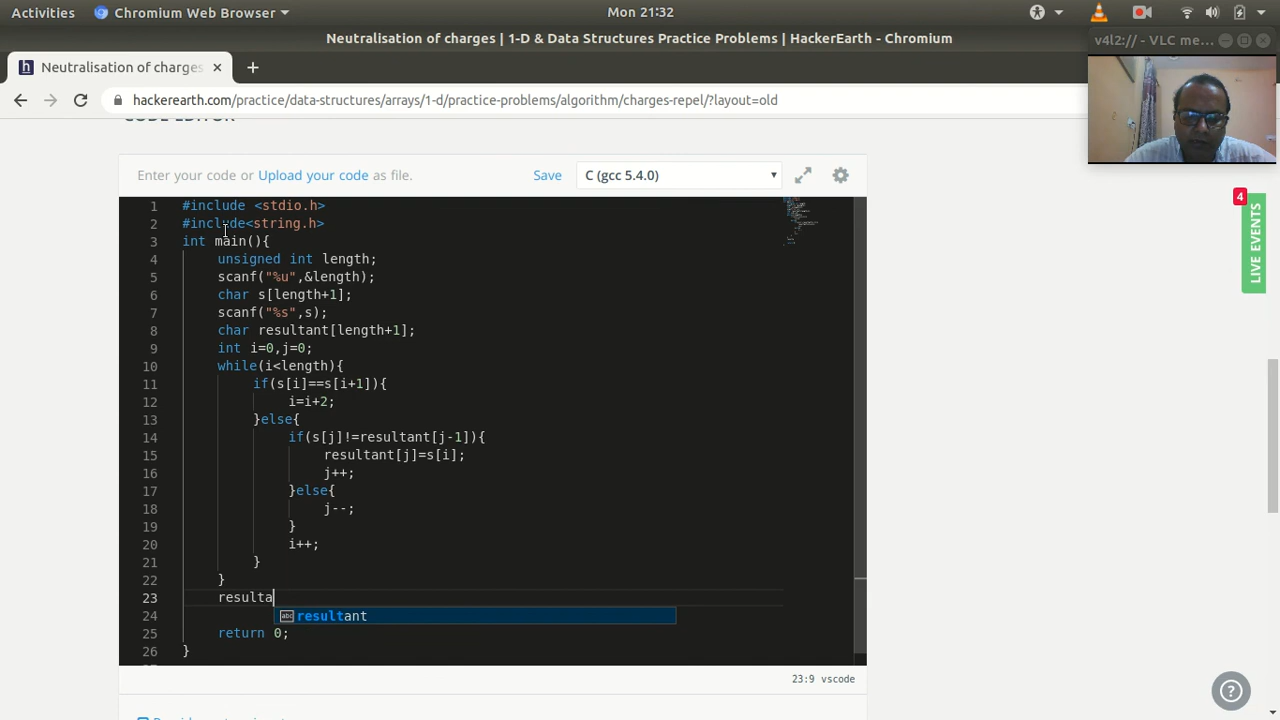 Activities
Chromium Web Browser
Mon 21:32
Neutralisation of charges | 1-D & Data Structures Practice Problems | HackerEarth - Chromium
v4l2:// - VLC me...
h Neutralisation of charges
hackerearth.com/practice/data-structures/arrays/1-d/practice-problems/algorithm/charges-repel/?layout=old
CODE EDITOR
Enter your code or Upload your code as file.
Save
C (gcc 5.4.0)
1 #include <stdio.h>
2 #include<string.h>
3 int main(){
4 unsigned int length;
5 scanf("%u",&length);
6 char s[length+1];
7 scanf("%s",s);
8 char resultant[length+1];
9 int i=0,j=0;
10 while(i<length){
11 if(s[i]==s[i+1]){
12 i=i+2;
13 }else{
14 if(s[j]!=resultant[j-1]){
15 resultant[j]=s[i];
16 j++;
17 }else{
18 j--;
19 }
20 i++;
21 }
22 }
23 resulta
24 abc resultant
25 return 0;
26 }
23:9 vscode
4
LIVE EVENTS
?